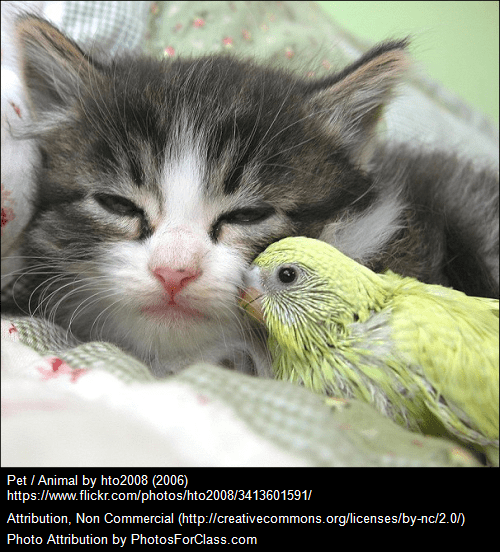 Pet / Animal by hto2008 (2006)
https://www.flickr.com/photos/hto2008/3413601591/
Attribution, Non Commercial (http://creativecommons.org/licenses/by-nc/2.0/)
Photo Attribution by PhotosForClass.com